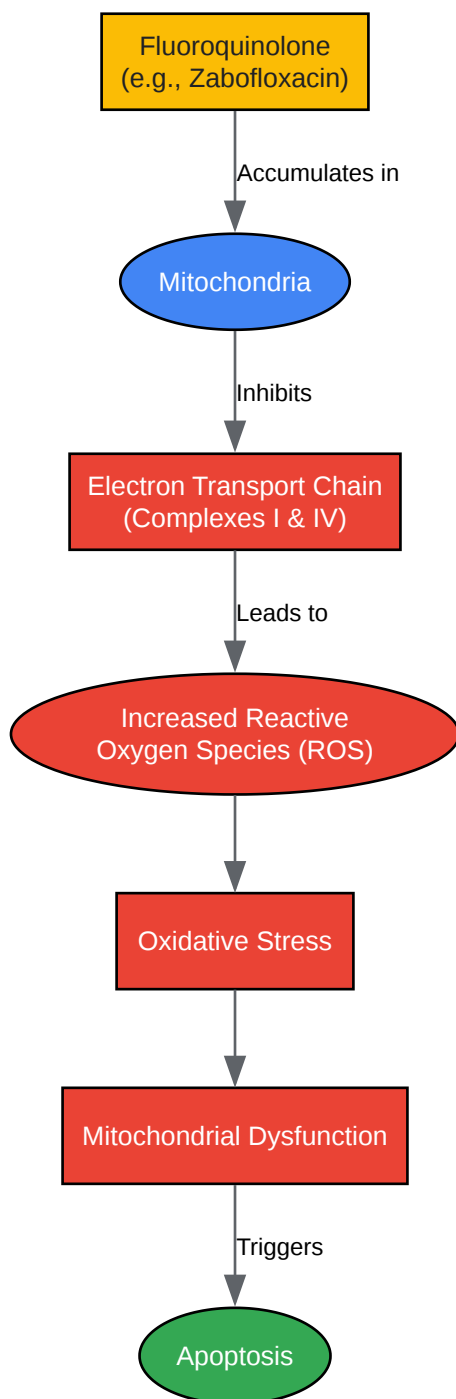 Fluoroquinolone
(e.g., Zabofloxacin)
Accumulates in
Mitochondria
Inhibits
Electron Transport Chain
(Complexes I & IV)
Leads to
Increased Reactive
Oxygen Species (ROS)
Oxidative Stress
Mitochondrial Dysfunction
Triggers
Apoptosis